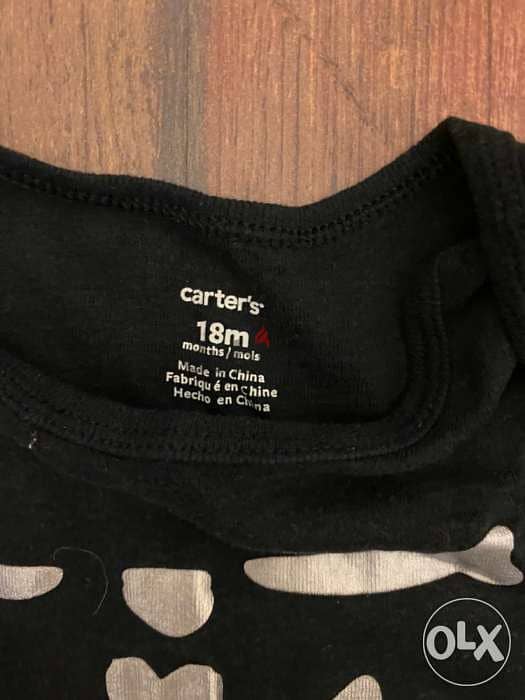 carter's
18m
months/mois
Made in China
Fabriqué en Chine
Hecho en China
OLX